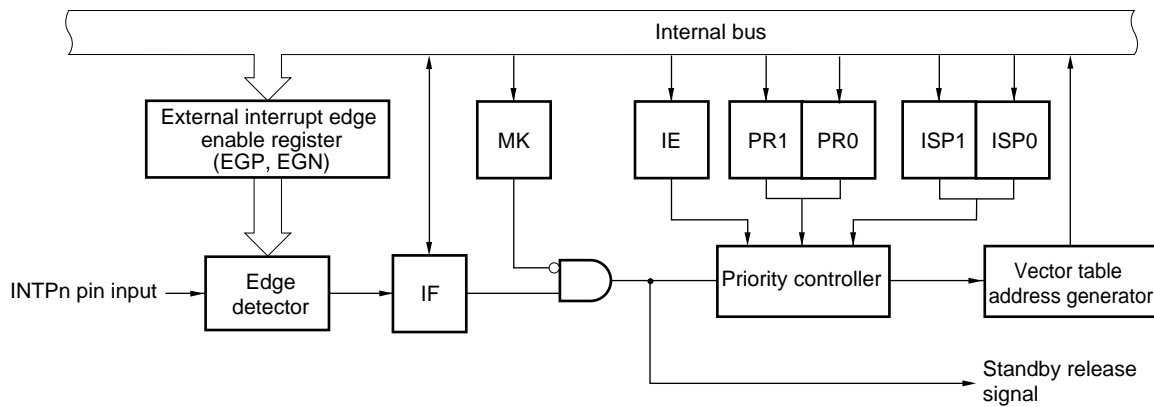 Internal bus
External interrupt edge
enable register
(EGP, EGN)
MK
IE
PR1
PR0
ISP1
ISP0
INTPn pin input
Edge
detector
IF
Priority controller
Vector table
address generator
Standby release
signal